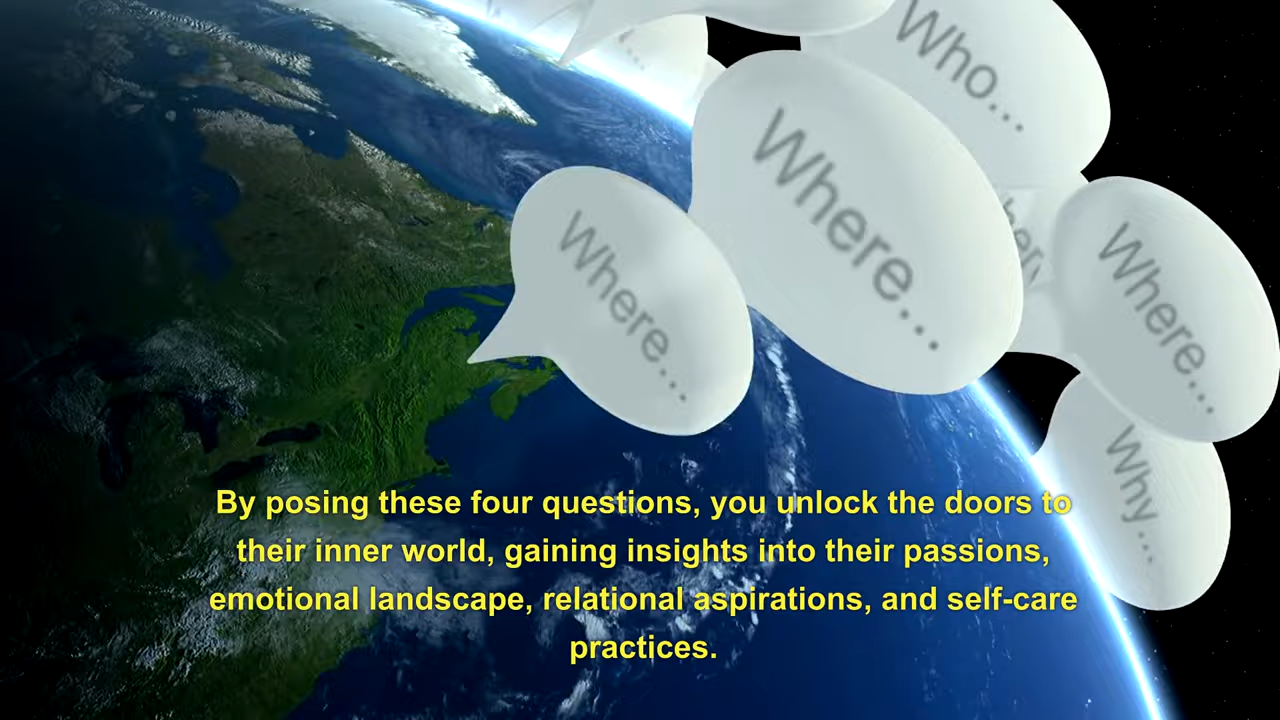 Who...
Where...
Where...
Where...
Why...
By posing these four questions, you unlock the doors to
their inner world, gaining insights into their passions,
emotional landscape, relational aspirations, and self-care
practices.